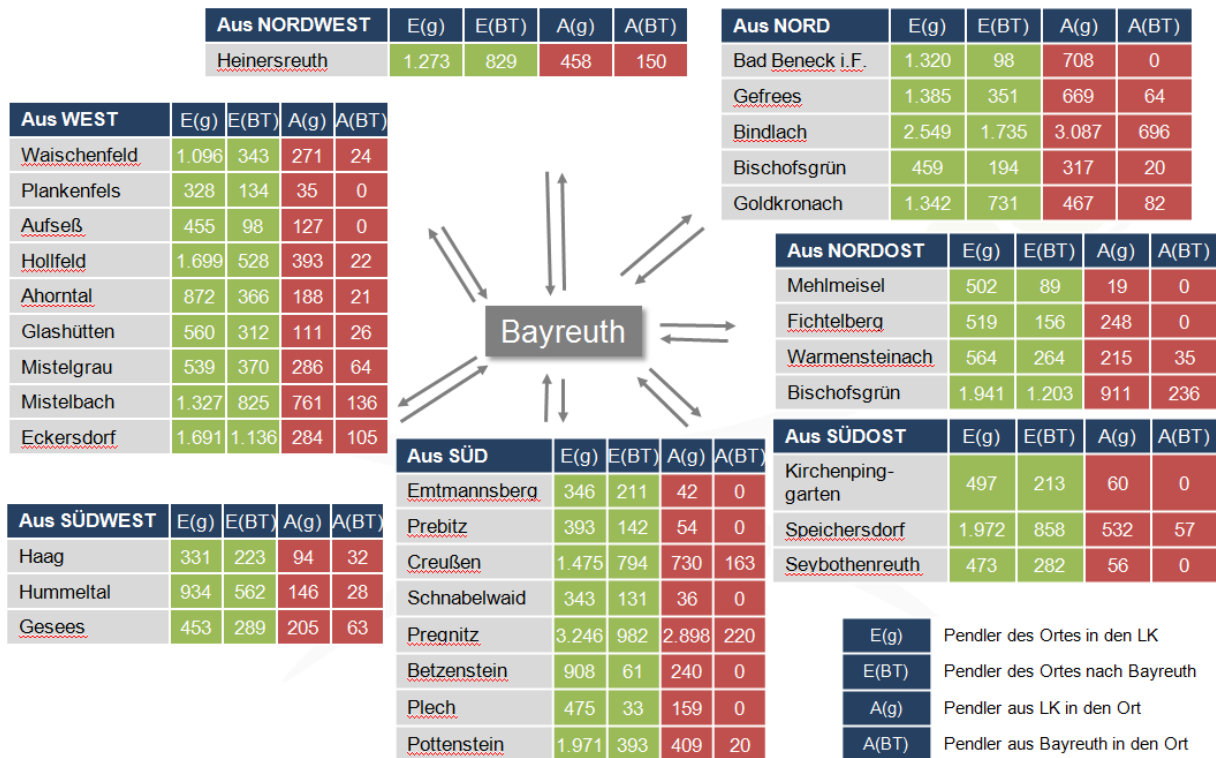 Aus NORDWEST E(g) E(BT) A(g) A(BT)
Heinersreuth 1.273 829 458 150
Aus NORD E(g) E(BT) A(g) A(BT)
Bad Beneck i.F. 1.320 98 708 0
Gefrees 1.385 351 669 64
Bindlach 2.549 1.735 3.087 696
Bischofsgrün 459 194 317 20
Goldkronach 1.342 731 467 82
Aus WEST E(g) E(BT) A(g) A(BT)
Waischenfeld 1.096 343 271 24
Plankenfels 328 134 35 0
Aufseß 455 98 127 0
Hollfeld 1.699 528 393 22
Ahorntal 872 366 188 21
Glashütten 560 312 111 26
Mistelgrau 539 370 286 64
Mistelbach 1.327 825 761 136
Eckersdorf 1.691 1.136 284 105
Bayreuth
Aus NORDOST E(g) E(BT) A(g) A(BT)
Mehlmeisel 502 89 19 0
Fichtelberg 519 156 248 0
Warmensteinach 564 264 215 35
Bischofsgrün 1.941 1.203 911 236
Aus SÜDOST E(g) E(BT) A(g) A(BT)
Kirchenping-
garten 497 213 60 0
Speichersdorf 1.972 858 532 57
Seybothenreuth 473 282 56 0
Aus SÜD E(g) E(BT) A(g) A(BT)
Emtmannsberg 346 211 42 0
Prebitz 393 142 54 0
Creußen 1.475 794 730 163
Schnabelwaid 343 131 36 0
Pregnitz 3.246 982 2.898 220
Betzenstein 908 61 240 0
Plech 475 33 159 0
Pottenstein 1.971 393 409 20
Aus SÜDWEST E(g) E(BT) A(g) A(BT)
Haag 331 223 94 32
Hummeltal 934 562 146 28
Gesees 453 289 205 63
E(g) Pendler des Ortes in den LK
E(BT) Pendler des Ortes nach Bayreuth
A(g) Pendler aus LK in den Ort
A(BT) Pendler aus Bayreuth in den Ort